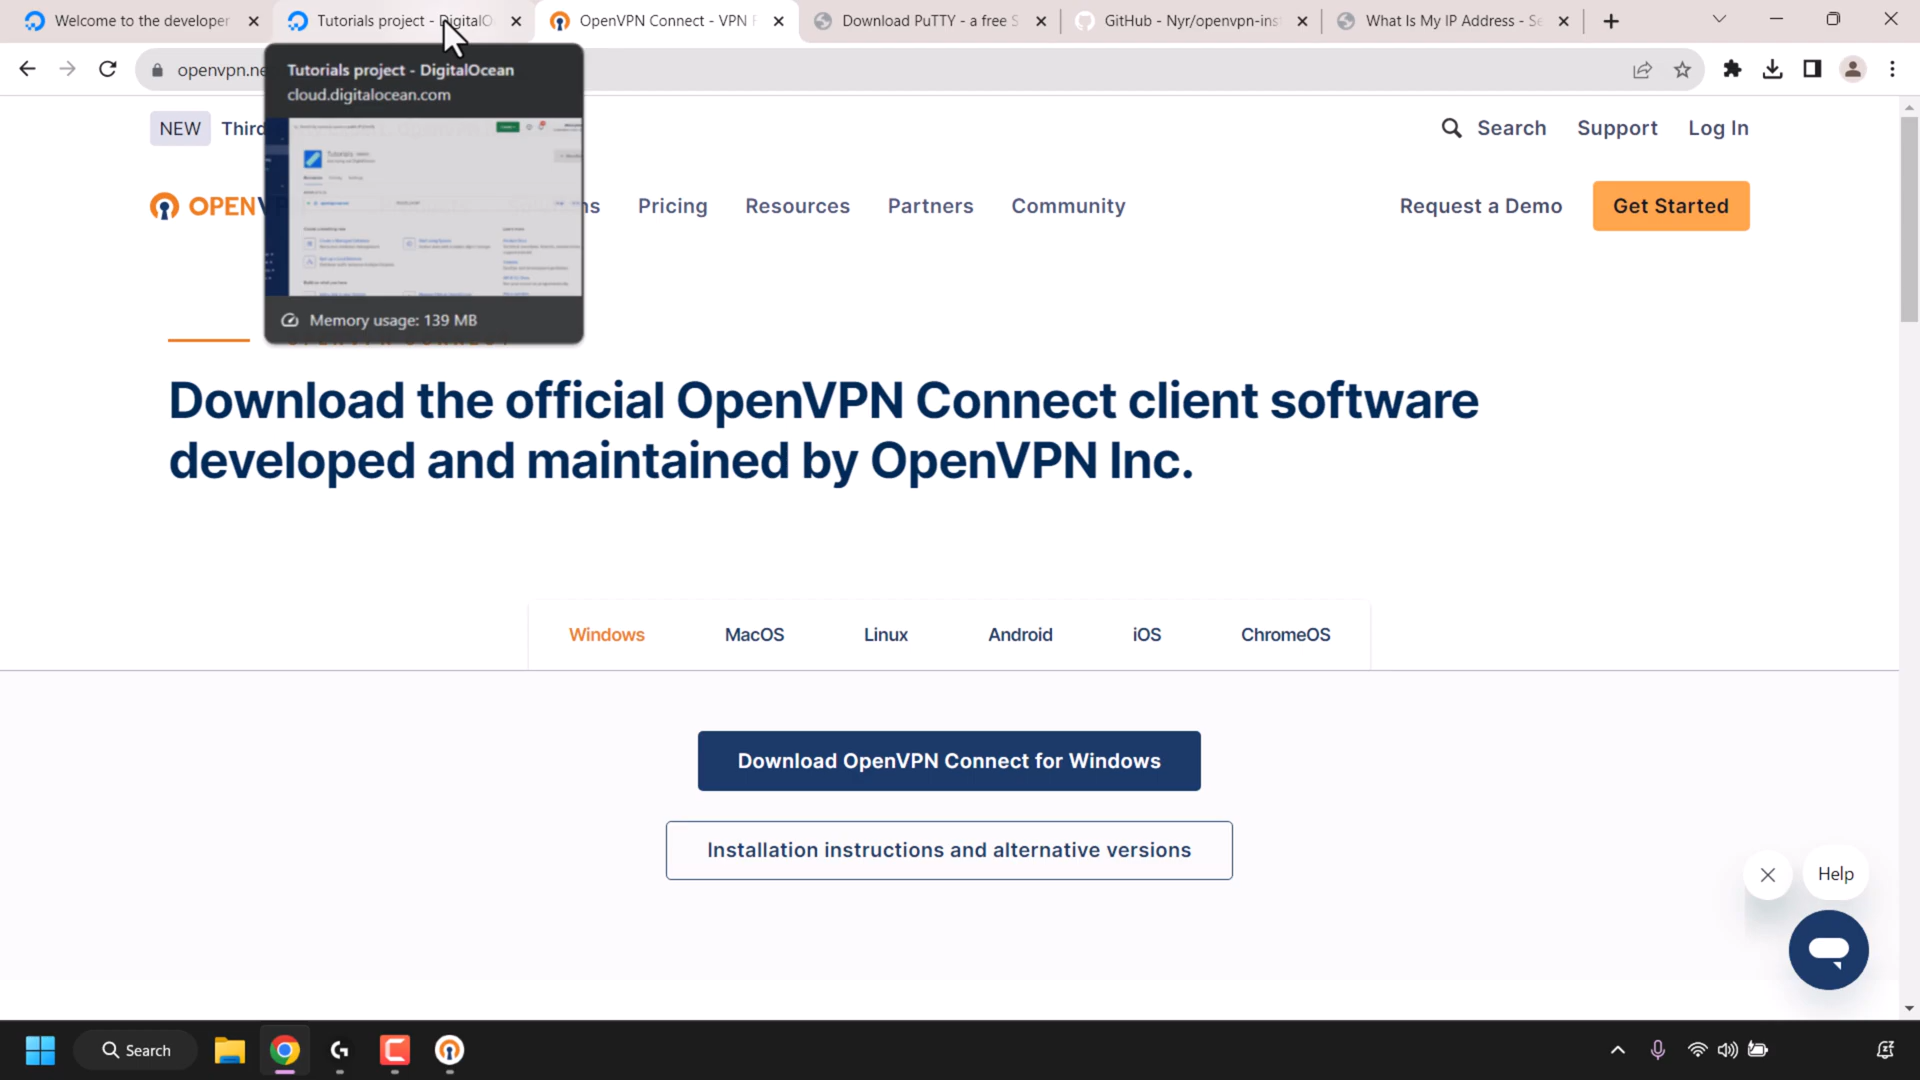 Welcome to the developer
Tutorials project - DigitalO
OpenVPN Connect - VPN
Download PuTTY - a free S
GitHub - Nyr/openvpn-ins
What Is My IP Address - Se
openvpn.ne
Tutorials project - DigitalOcean
cloud.digitalocean.com
Memory usage: 139 MB
NEW Third
Search
Support
Log In
OPENV
ns
Pricing
Resources
Partners
Community
Request a Demo
Get Started
Download the official OpenVPN Connect client software
developed and maintained by OpenVPN Inc.
Windows
MacOS
Linux
Android
iOS
ChromeOS
Download OpenVPN Connect for Windows
Installation instructions and alternative versions
Help
Search